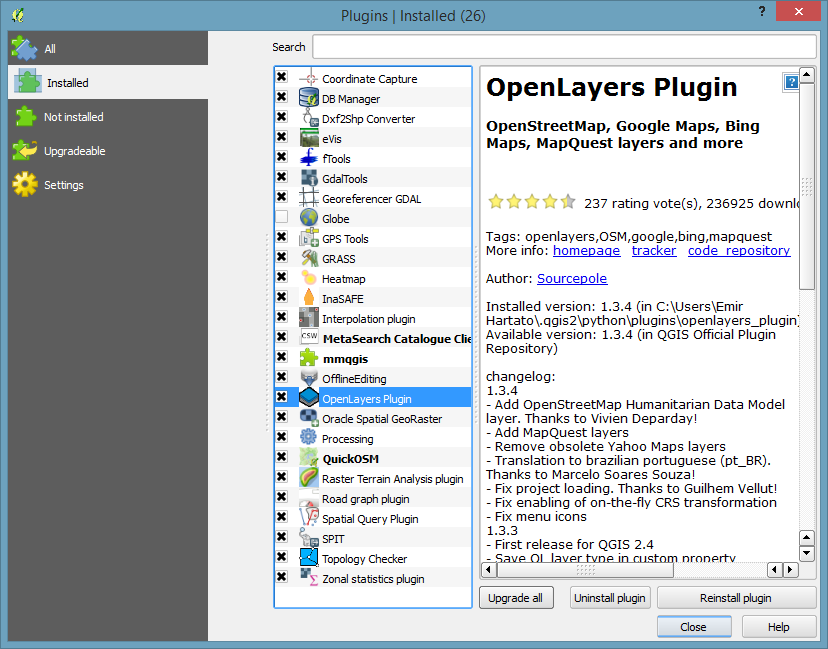 Plugins | Installed (26)
?
All
Installed
Not installed
Upgradeable
Settings
Search
Coordinate Capture
DB Manager
Dxf2Shp Converter
eVis
fTools
GdalTools
Georeferencer GDAL
Globe
GPS Tools
GRASS
Heatmap
InaSAFE
Interpolation plugin
CSW
MetaSearch Catalogue Clie
mmqgis
OfflineEditing
OpenLayers Plugin
Oracle Spatial GeoRaster
Processing
QuickOSM
Raster Terrain Analysis plugin
Road graph plugin
Spatial Query Plugin
SPIT
Topology Checker
Zonal statistics plugin
OpenLayers Plugin
?
OpenStreetMap, Google Maps, Bing
Maps, MapQuest layers and more
237 rating vote(s), 236925 downlo
Tags: openlayers,OSM,google,bing,mapquest
More info: homepage tracker code_repository
Author: Sourcepole
Installed version: 1.3.4 (in C:\Users\Emir
Hartato\.qgis2\python\plugins\openlayers_plugin)
Available version: 1.3.4 (in QGIS Official Plugin
Repository)
changelog:
1.3.4
- Add OpenStreetMap Humanitarian Data Model
layer. Thanks to Vivien Deparday!
- Add MapQuest layers
- Remove obsolete Yahoo Maps layers
- Translation to brazilian portuguese (pt_BR).
Thanks to Marcelo Soares Souza!
- Fix project loading. Thanks to Guilhem Vellut!
- Fix enabling of on-the-fly CRS transformation
- Fix menu icons
1.3.3
- First release for QGIS 2.4
- Save OL layer type in custom property
Upgrade all
Uninstall plugin
Reinstall plugin
Close
Help